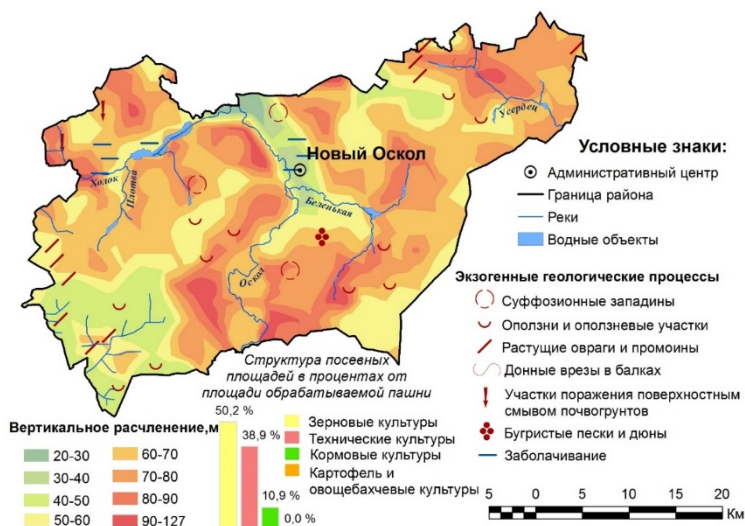 Усердец
Новый Оскол
Холок
Плотва
Беленькая
Оскол
Условные знаки:
Административный центр
Граница района
Реки
Водные объекты
Экзогенные геологические процессы
Суффозионные западины
Оползни и оползневые участки
Растущие овраги и промоины
Донные врезы в балках
Участки поражения поверхностным
смывом почвогрунтов
Бугристые пески и дюны
Заболачивание
Структура посевных
площадей в процентах от
площади обрабатываемой пашни
50,2 %
38,9 %
10,9 %
0,0 %
Зерновые культуры
Технические культуры
Кормовые культуры
Картофель и
овощебахчевые культуры
Вертикальное расчленение,м
20-30
30-40
40-50
50-60
60-70
70-80
80-90
90-127
5 0 5 10 15 20
Км